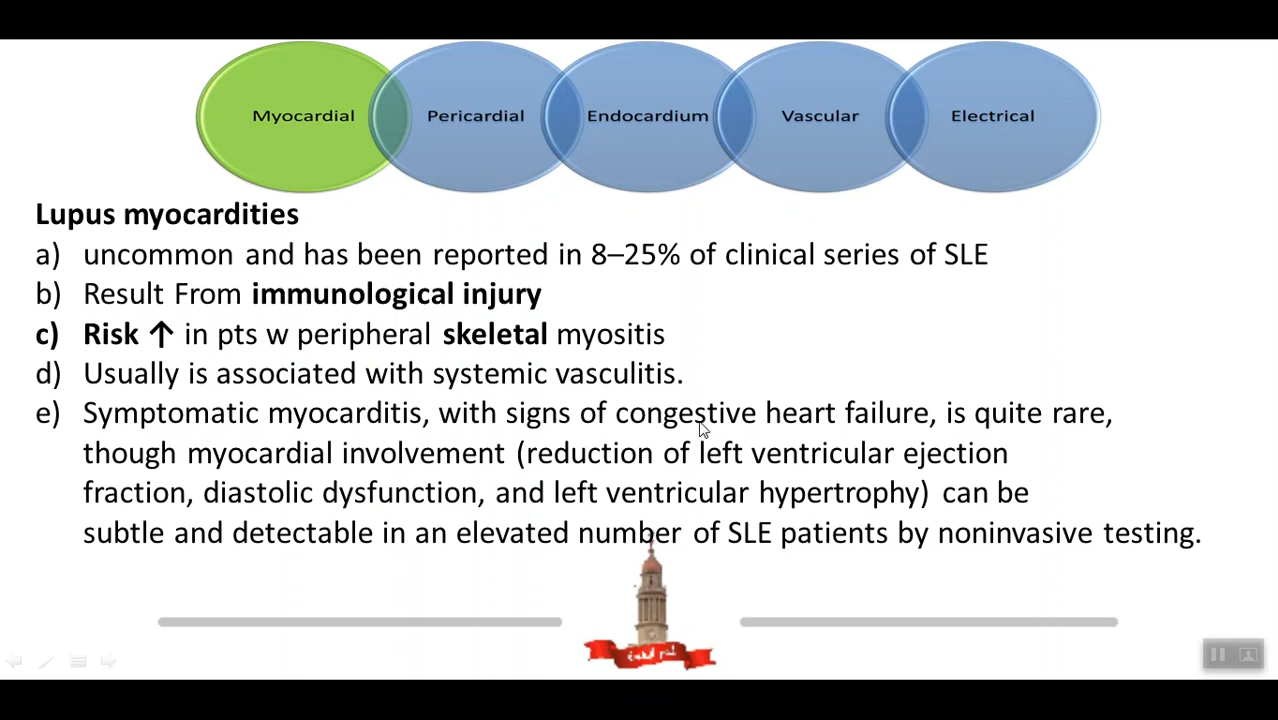 Myocardial Pericardial Endocardium Vascular Electrical
Lupus myocardities
a) uncommon and has been reported in 8–25% of clinical series of SLE
b) Result From immunological injury
c) Risk ↑ in pts w peripheral skeletal myositis
d) Usually is associated with systemic vasculitis.
e) Symptomatic myocarditis, with signs of congestive heart failure, is quite rare,
though myocardial involvement (reduction of left ventricular ejection
fraction, diastolic dysfunction, and left ventricular hypertrophy) can be
subtle and detectable in an elevated number of SLE patients by noninvasive testing.